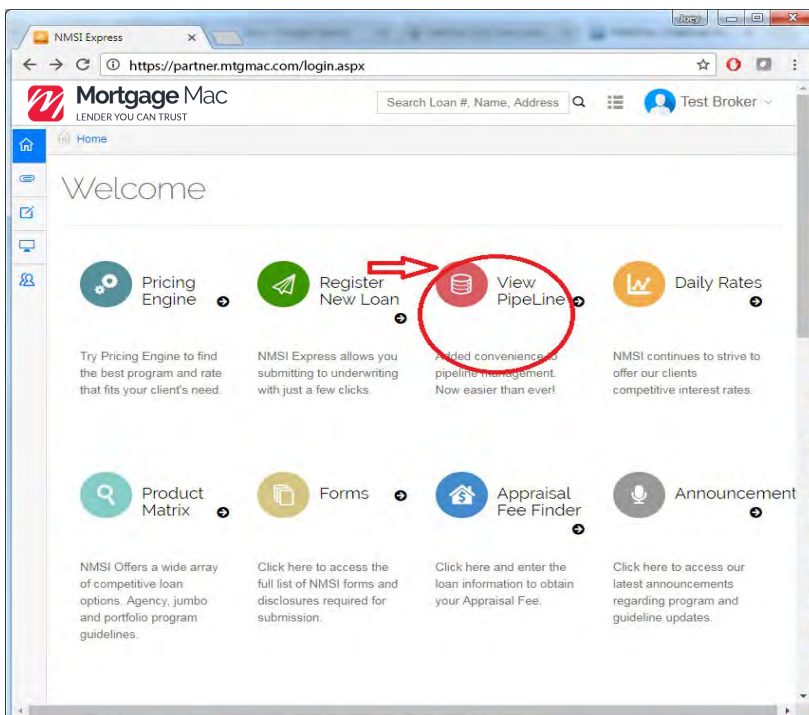 Joey
NMSI Express
https://partner.mtgmac.com/login.aspx
Mortgage Mac
LENDER YOU CAN TRUST
Search Loan #, Name, Address
Test Broker
Home
Welcome
Pricing
Engine
Register
New Loan
View
PipeLine
Daily Rates
Try Pricing Engine to find
the best program and rate
that fits your client's need.
NMSI Express allows you
submitting to underwriting
with just a few clicks.
Added convenience to
pipeline management.
Now easier than ever!
NMSI continues to strive to
offer our clients
competitive interest rates.
Product
Matrix
Forms
Appraisal
Fee Finder
Announcement
NMSI Offers a wide array
of competitive loan
options. Agency, jumbo
and portfolio program
guidelines.
Click here to access the
full list of NMSI forms and
disclosures required for
submission.
Click here and enter the
loan information to obtain
your Appraisal Fee.
Click here to access our
latest announcements
regarding program and
guideline updates.